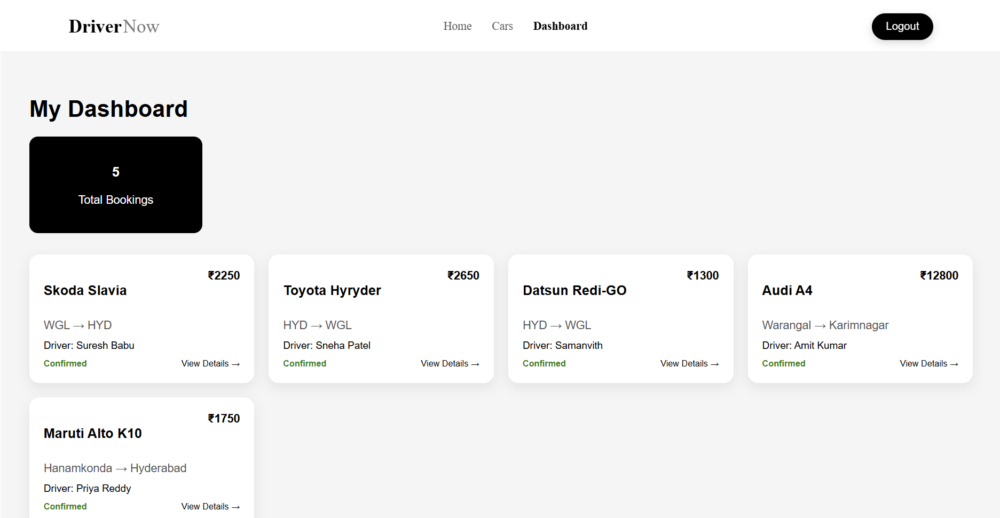 DriverNow
Home Cars Dashboard
Logout
My Dashboard
5
Total Bookings
₹2250
Skoda Slavia
WGL → HYD
Driver: Suresh Babu
Confirmed View Details →
₹2650
Toyota Hyryder
HYD → WGL
Driver: Sneha Patel
Confirmed View Details →
₹1300
Datsun Redi-GO
HYD → WGL
Driver: Samanvith
Confirmed View Details →
₹12800
Audi A4
Warangal → Karimnagar
Driver: Amit Kumar
Confirmed View Details →
₹1750
Maruti Alto K10
Hanamkonda → Hyderabad
Driver: Priya Reddy
Confirmed View Details →